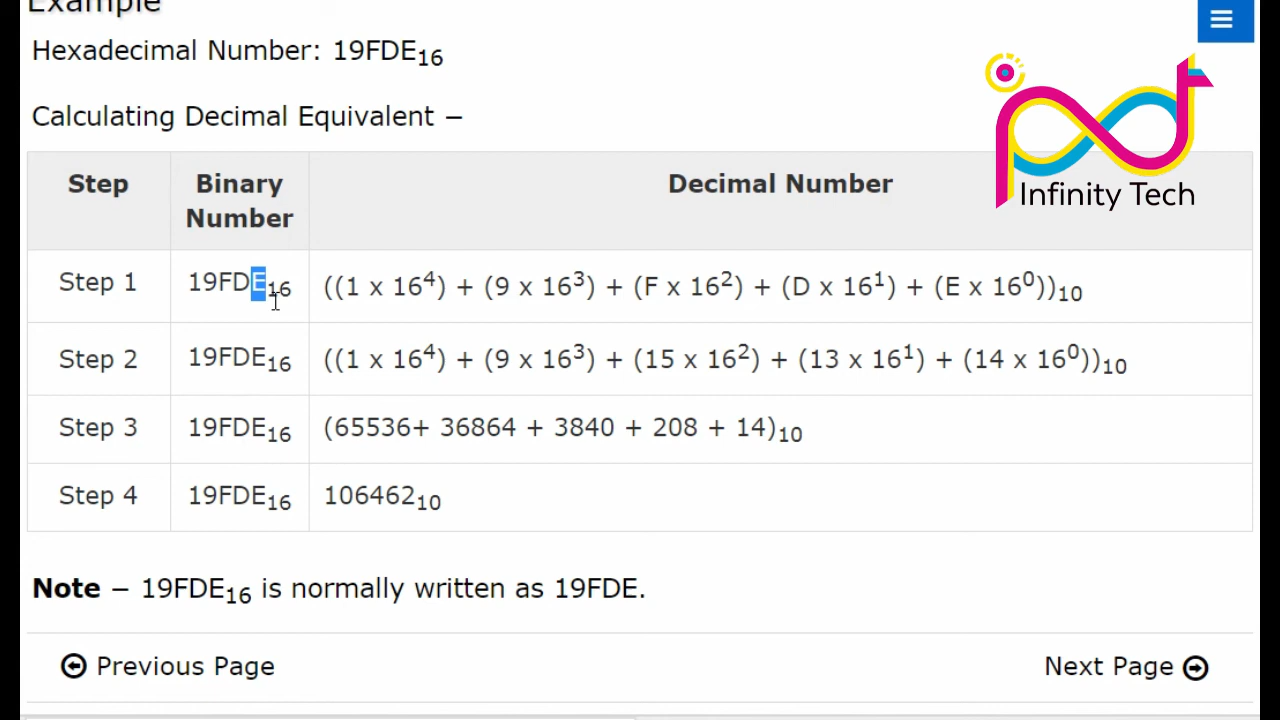 Example
Hexadecimal Number: 19FDE₁₆
Calculating Decimal Equivalent −
Infinity Tech
Step Binary Number Decimal Number
Step 1 19FDE₁₆ ((1 x 16⁴) + (9 x 16³) + (F x 16²) + (D x 16¹) + (E x 16⁰))₁₀
Step 2 19FDE₁₆ ((1 x 16⁴) + (9 x 16³) + (15 x 16²) + (13 x 16¹) + (14 x 16⁰))₁₀
Step 3 19FDE₁₆ (65536+ 36864 + 3840 + 208 + 14)₁₀
Step 4 19FDE₁₆ 106462₁₀
Note − 19FDE₁₆ is normally written as 19FDE.
Previous Page Next Page